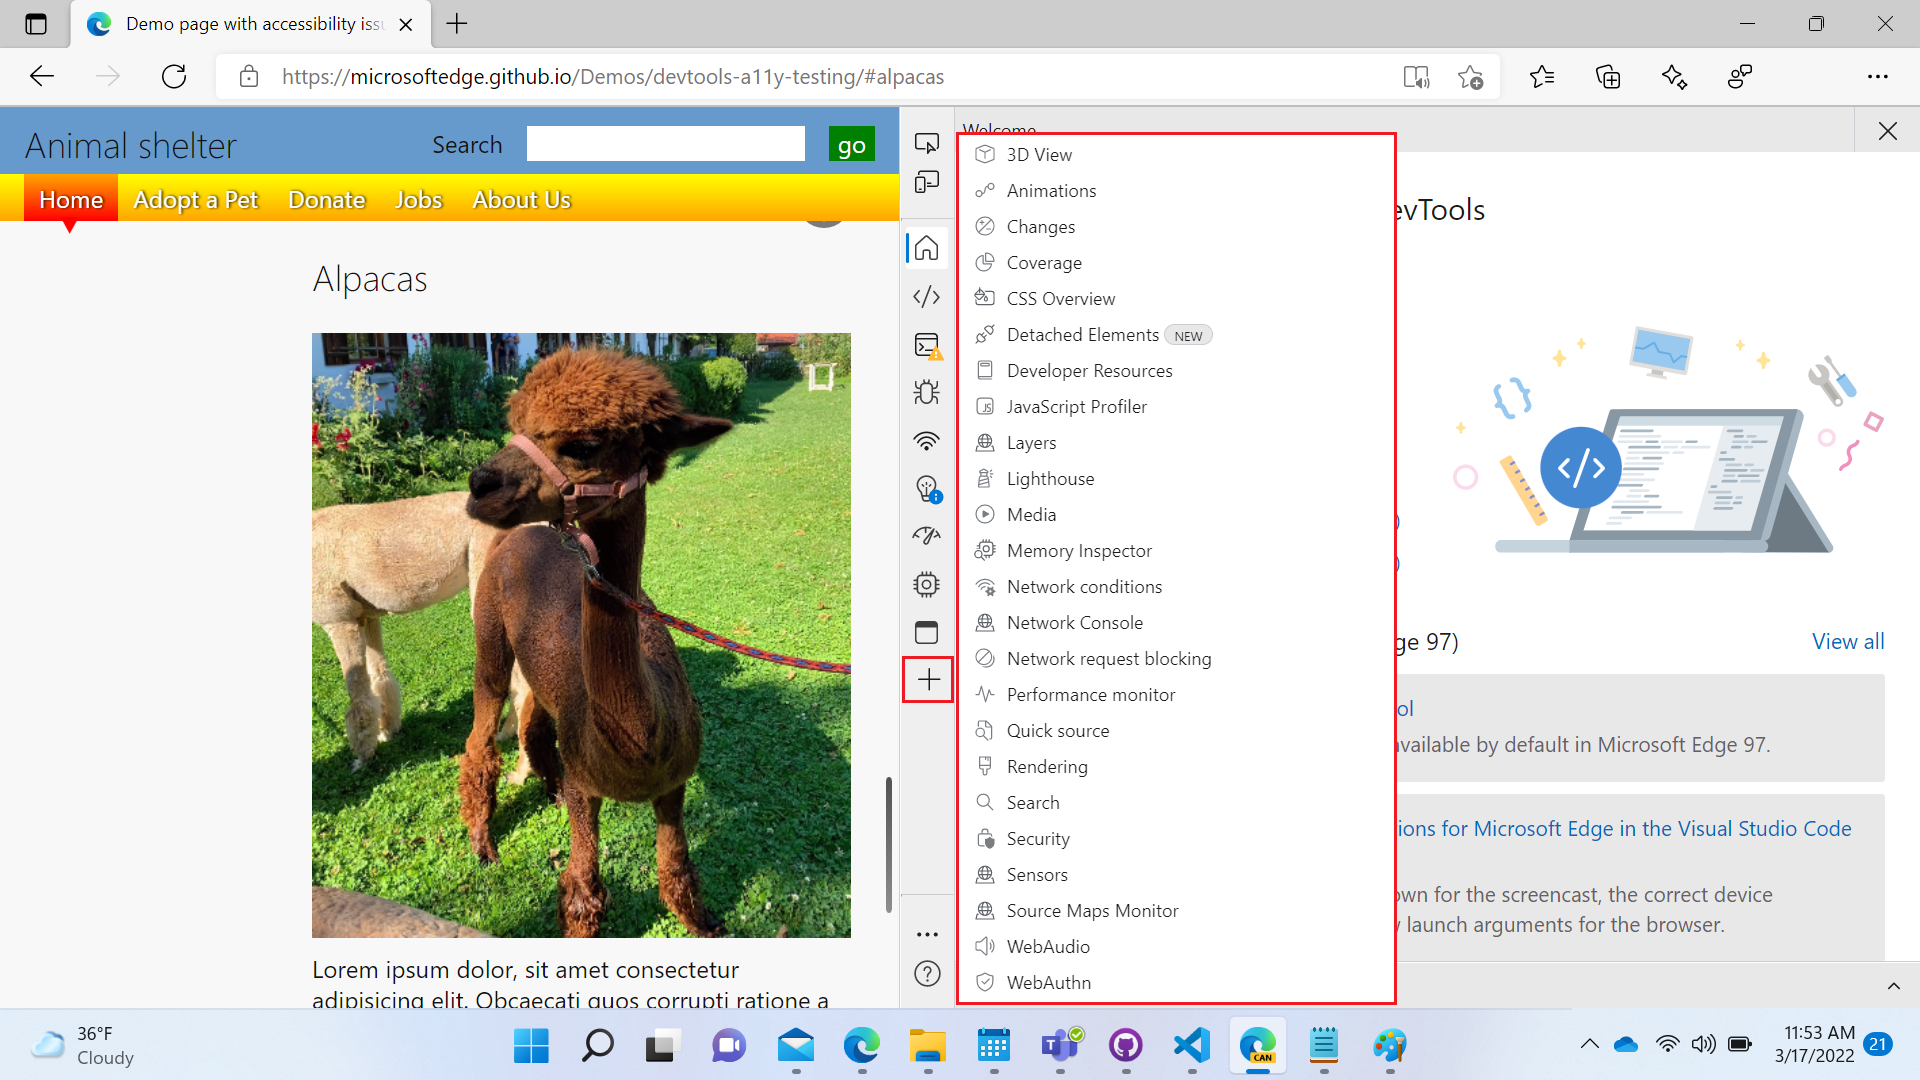 Demo page with accessibility issu
https://microsoftedge.github.io/Demos/devtools-a11y-testing/#alpacas
Animal shelter
Search
go
Home
Adopt a Pet
Donate
Jobs
About Us
Alpacas
Lorem ipsum dolor, sit amet consectetur
adipisicing elit. Obcaecati quos corrupti ratione a
Welcome
3D View
Animations
Changes
Coverage
CSS Overview
Detached Elements NEW
Developer Resources
JavaScript Profiler
Layers
Lighthouse
Media
Memory Inspector
Network conditions
Network Console
Network request blocking
Performance monitor
Quick source
Rendering
Search
Security
Sensors
Source Maps Monitor
WebAudio
WebAuthn
evTools
ge 97)
View all
ol
available by default in Microsoft Edge 97.
ions for Microsoft Edge in the Visual Studio Code
own for the screencast, the correct device
launch arguments for the browser.
36°F
Cloudy
CAN
11:53 AM
3/17/2022
21